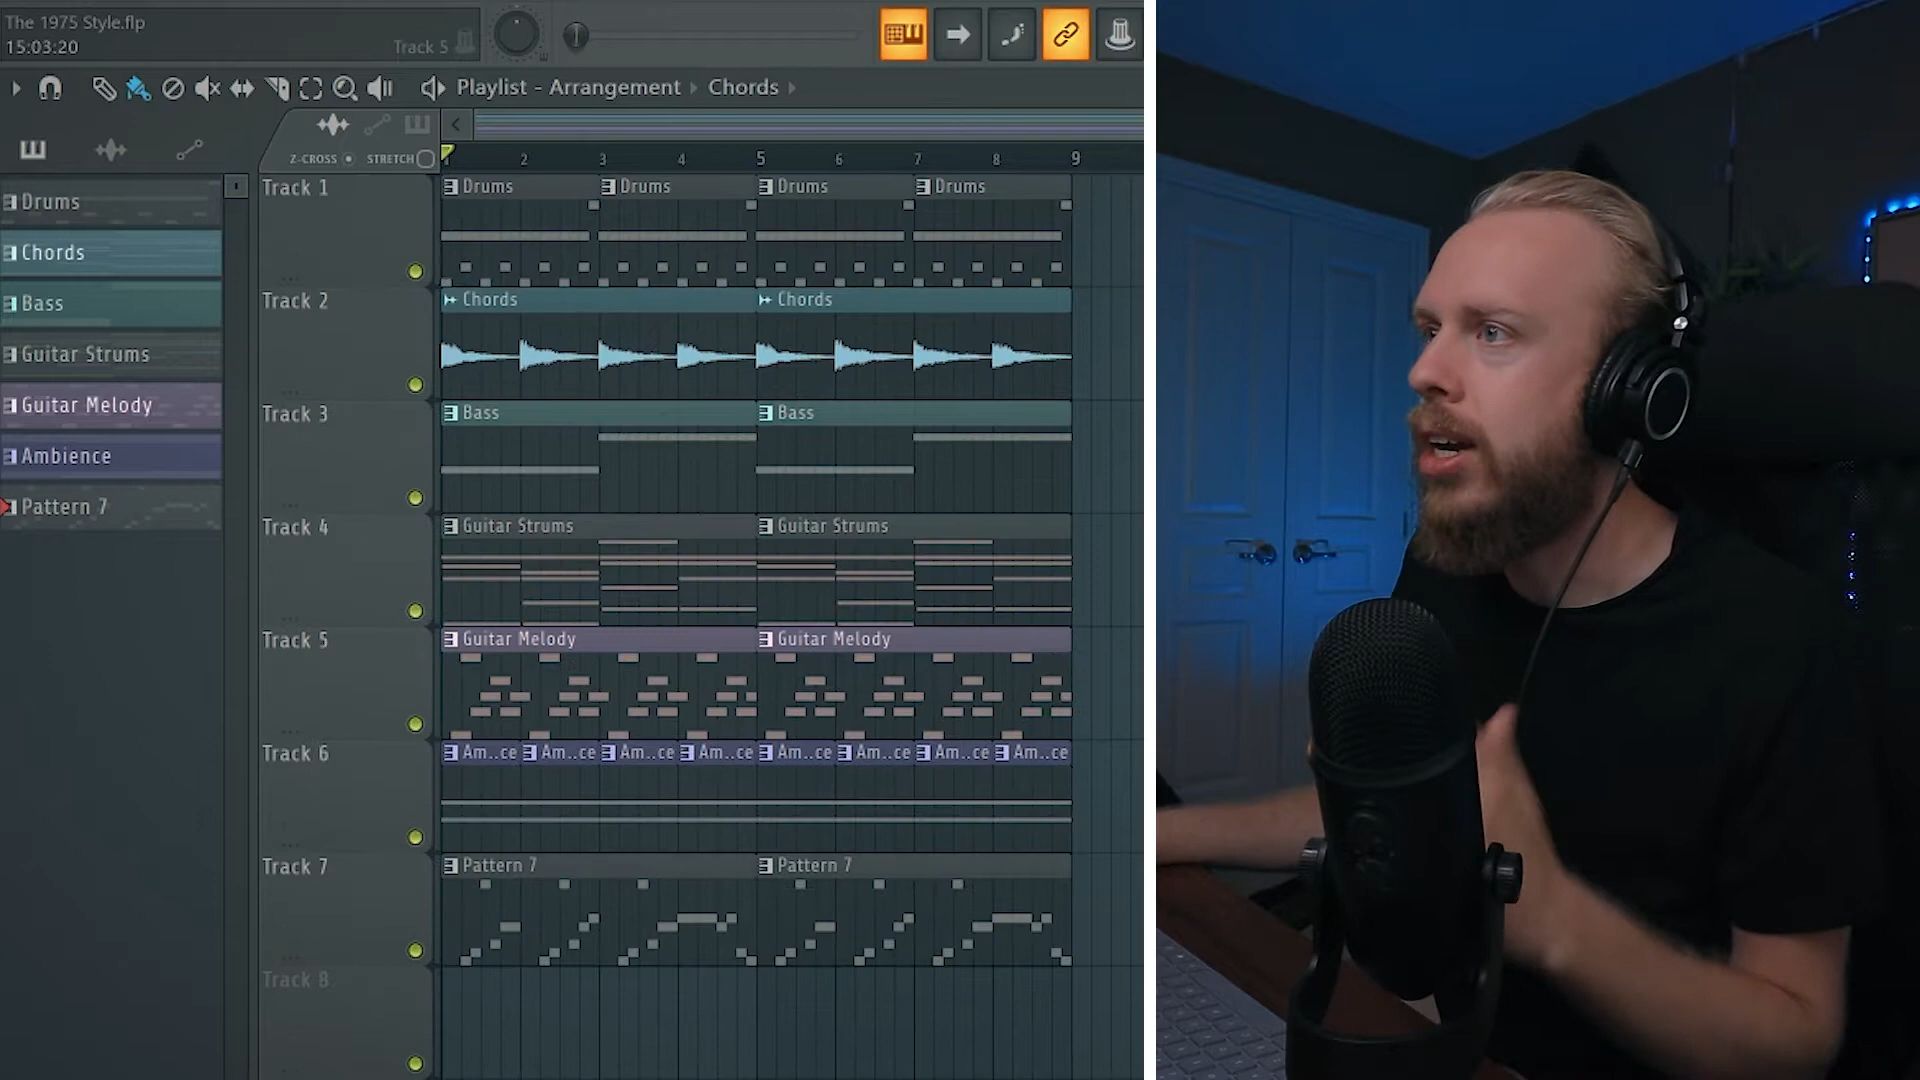 The 1975 Style.flp
15:03:20
Track 5
Playlist - Arrangement Chords
Z-CROSS STRETCH
1 2 3 4 5 6 7 8 9
Drums
Chords
Bass
Guitar Strums
Guitar Melody
Ambience
Pattern 7
Track 1
Drums Drums Drums Drums
Track 2
Chords Chords
Track 3
Bass Bass
Track 4
Guitar Strums Guitar Strums
Track 5
Guitar Melody Guitar Melody
Track 6
Am..ce Am..ce Am..ce Am..ce Am..ce Am..ce Am..ce Am..ce
Track 7
Pattern 7 Pattern 7
Track 8